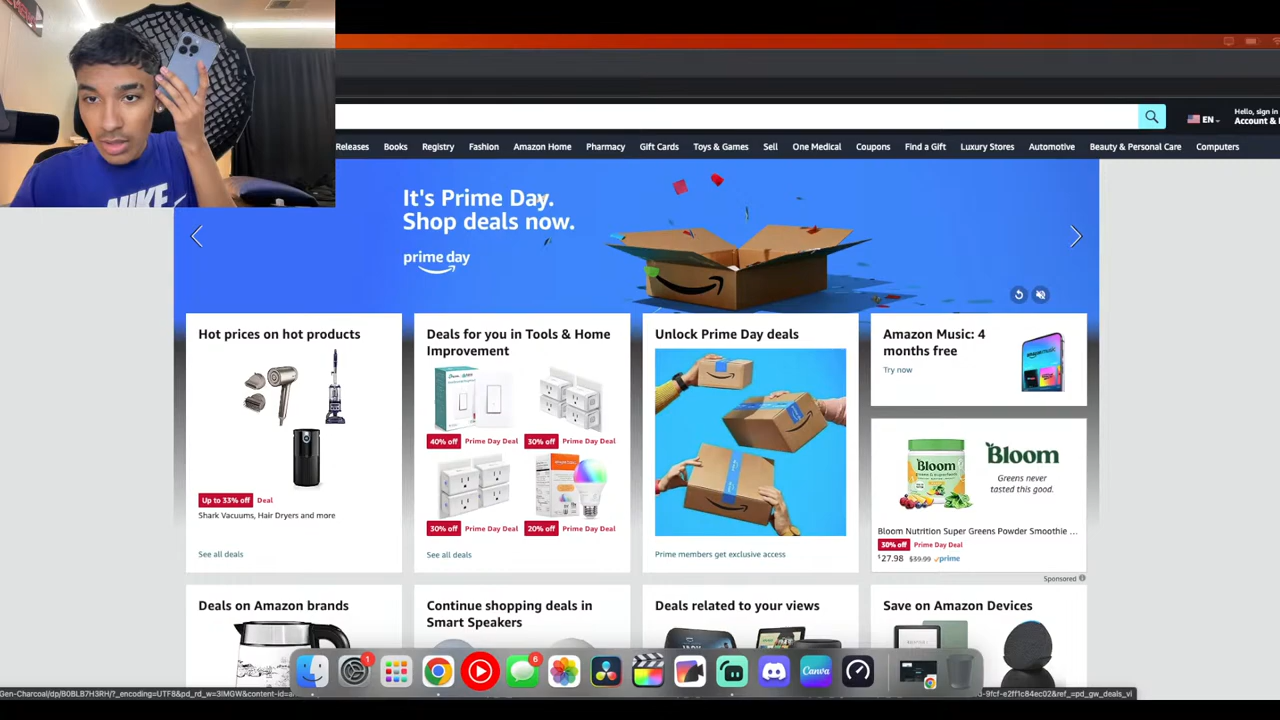 NIKE
EN
Hello, sign in
Account &
Releases
Books
Registry
Fashion
Amazon Home
Pharmacy
Gift Cards
Toys & Games
Sell
One Medical
Coupons
Find a Gift
Luxury Stores
Automotive
Beauty & Personal Care
Computers
It's Prime Day.
Shop deals now.
prime day
Hot prices on hot products
Up to 33% off Deal
Shark Vacuums, Hair Dryers and more
See all deals
Deals for you in Tools & Home
Improvement
40% off Prime Day Deal
30% off Prime Day Deal
30% off Prime Day Deal
20% off Prime Day Deal
See all deals
Unlock Prime Day deals
Prime members get exclusive access
Amazon Music: 4
months free
Try now
Bloom
Bloom
Greens never
tasted this good.
Bloom Nutrition Super Greens Powder Smoothie ...
30% off Prime Day Deal
$27.98 $39.99 prime
Sponsored
Deals on Amazon brands
Continue shopping deals in
Smart Speakers
Deals related to your views
Save on Amazon Devices
1
6
Canva